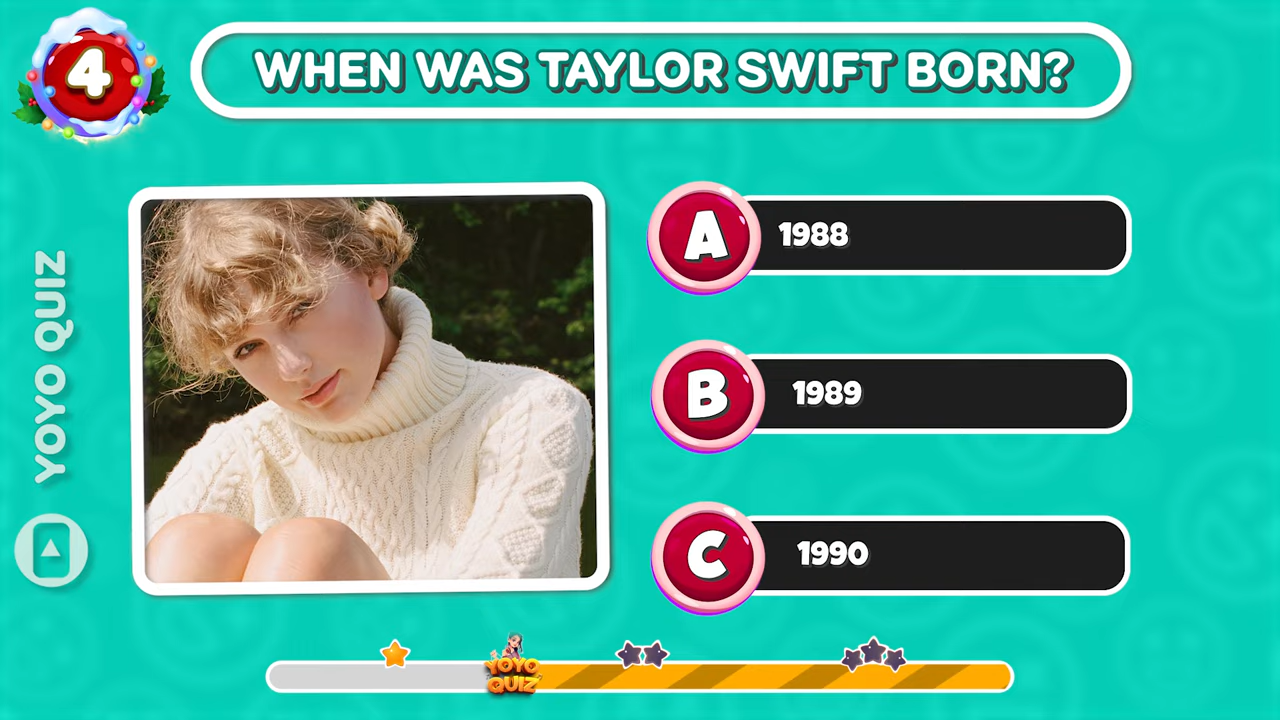 4
WHEN WAS TAYLOR SWIFT BORN?
YOYO QUIZ
A 1988
B 1989
C 1990
YOYO
QUIZ